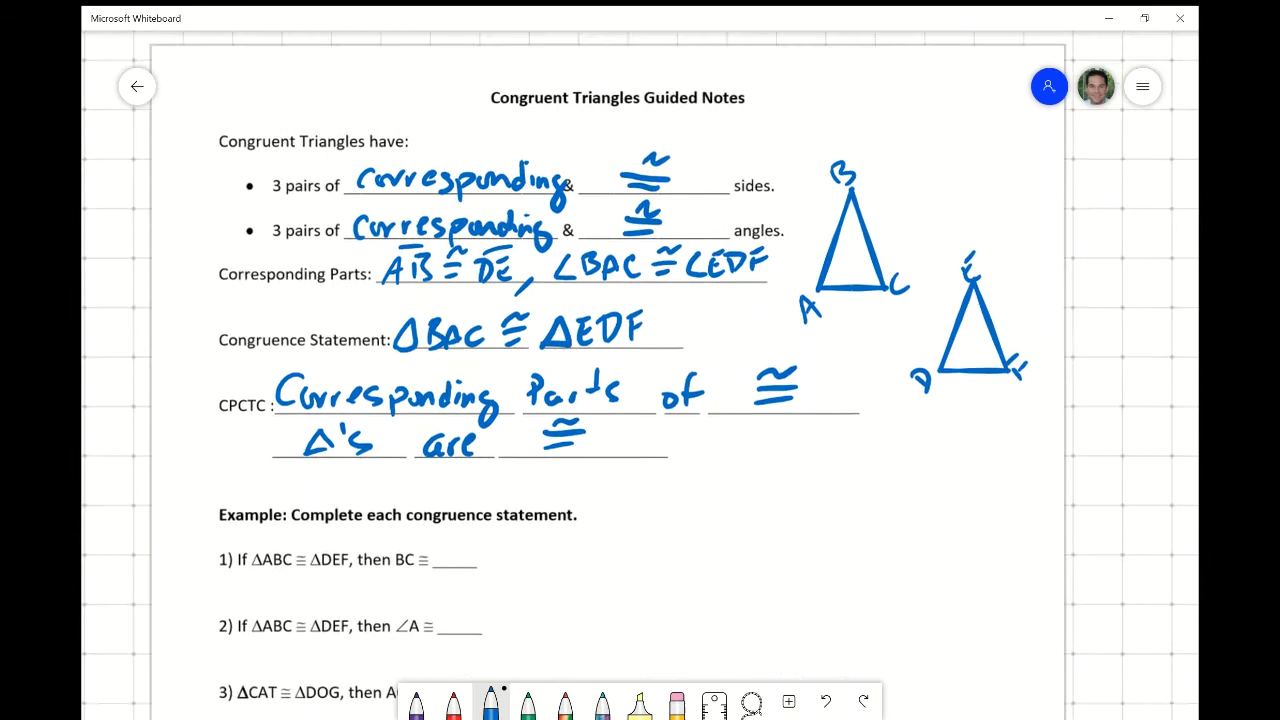 Microsoft Whiteboard
Congruent Triangles Guided Notes
Congruent Triangles have:
• 3 pairs of corresponding & ≅ sides.
• 3 pairs of corresponding & ≅ angles.
Corresponding Parts: AB ≅ DE, ∠BAC ≅ ∠EDF
Congruence Statement: ΔBAC ≅ ΔEDF
CPCTC : Corresponding Parts of ≅
Δ's are ≅
B
A
C
E
D
F
Example: Complete each congruence statement.
1) If ΔABC ≅ ΔDEF, then BC ≅ _____
2) If ΔABC ≅ ΔDEF, then ∠A ≅ _____
3) ΔCAT ≅ ΔDOG, then